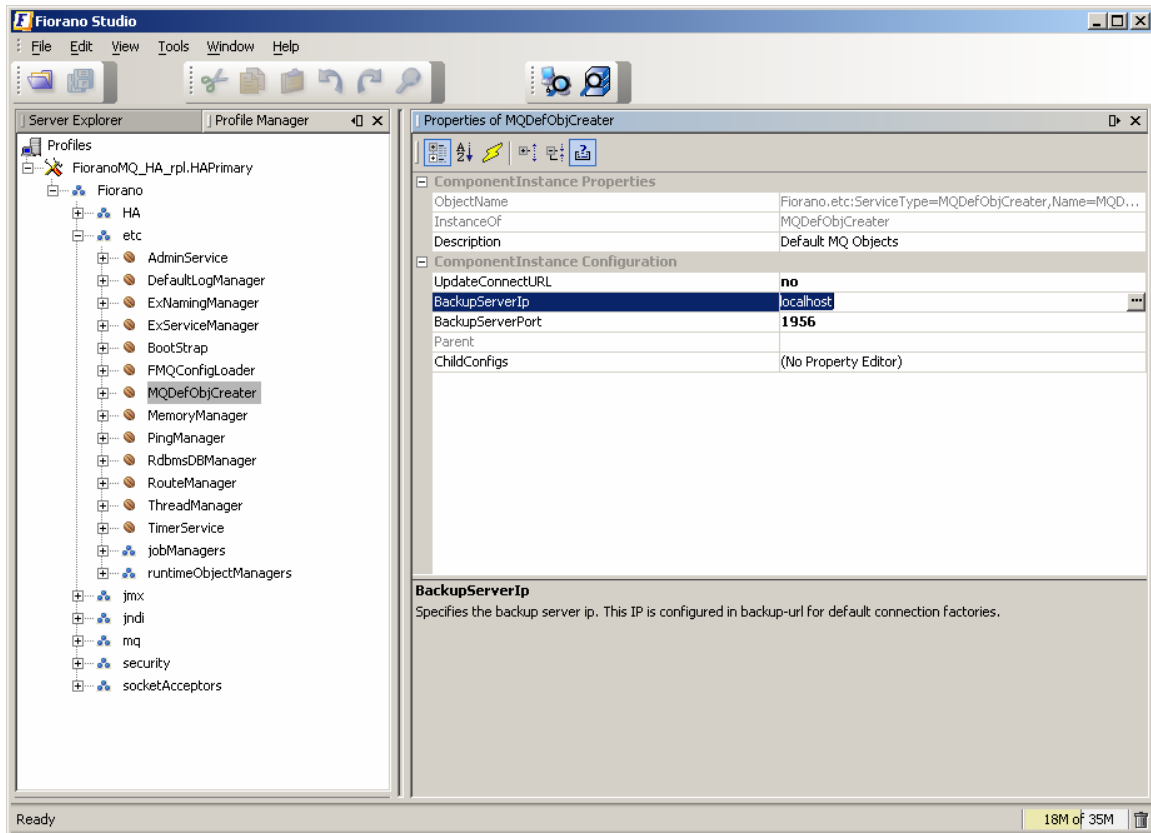 Fiorano Studio
File Edit View Tools Window Help
Server Explorer
Profile Manager
Profiles
FioranoMQ_HA_rpl.HAPrimary
Fiorano
HA
etc
AdminService
DefaultLogManager
ExNamingManager
ExServiceManager
BootStrap
FMQConfigLoader
MQDefObjCreater
MemoryManager
PingManager
RdbmsDBManager
RouteManager
ThreadManager
TimerService
jobManagers
runtimeObjectManagers
jmx
jndi
mq
security
socketAcceptors
Properties of MQDefObjCreater
ComponentInstance Properties
ObjectName Fiorano.etc:ServiceType=MQDefObjCreater,Name=MQD...
InstanceOf MQDefObjCreater
Description Default MQ Objects
ComponentInstance Configuration
UpdateConnectURL no
BackupServerIp localhost ...
BackupServerPort 1956
Parent
ChildConfigs (No Property Editor)
BackupServerIp
Specifies the backup server ip. This IP is configured in backup-url for default connection factories.
Ready
18M of 35M